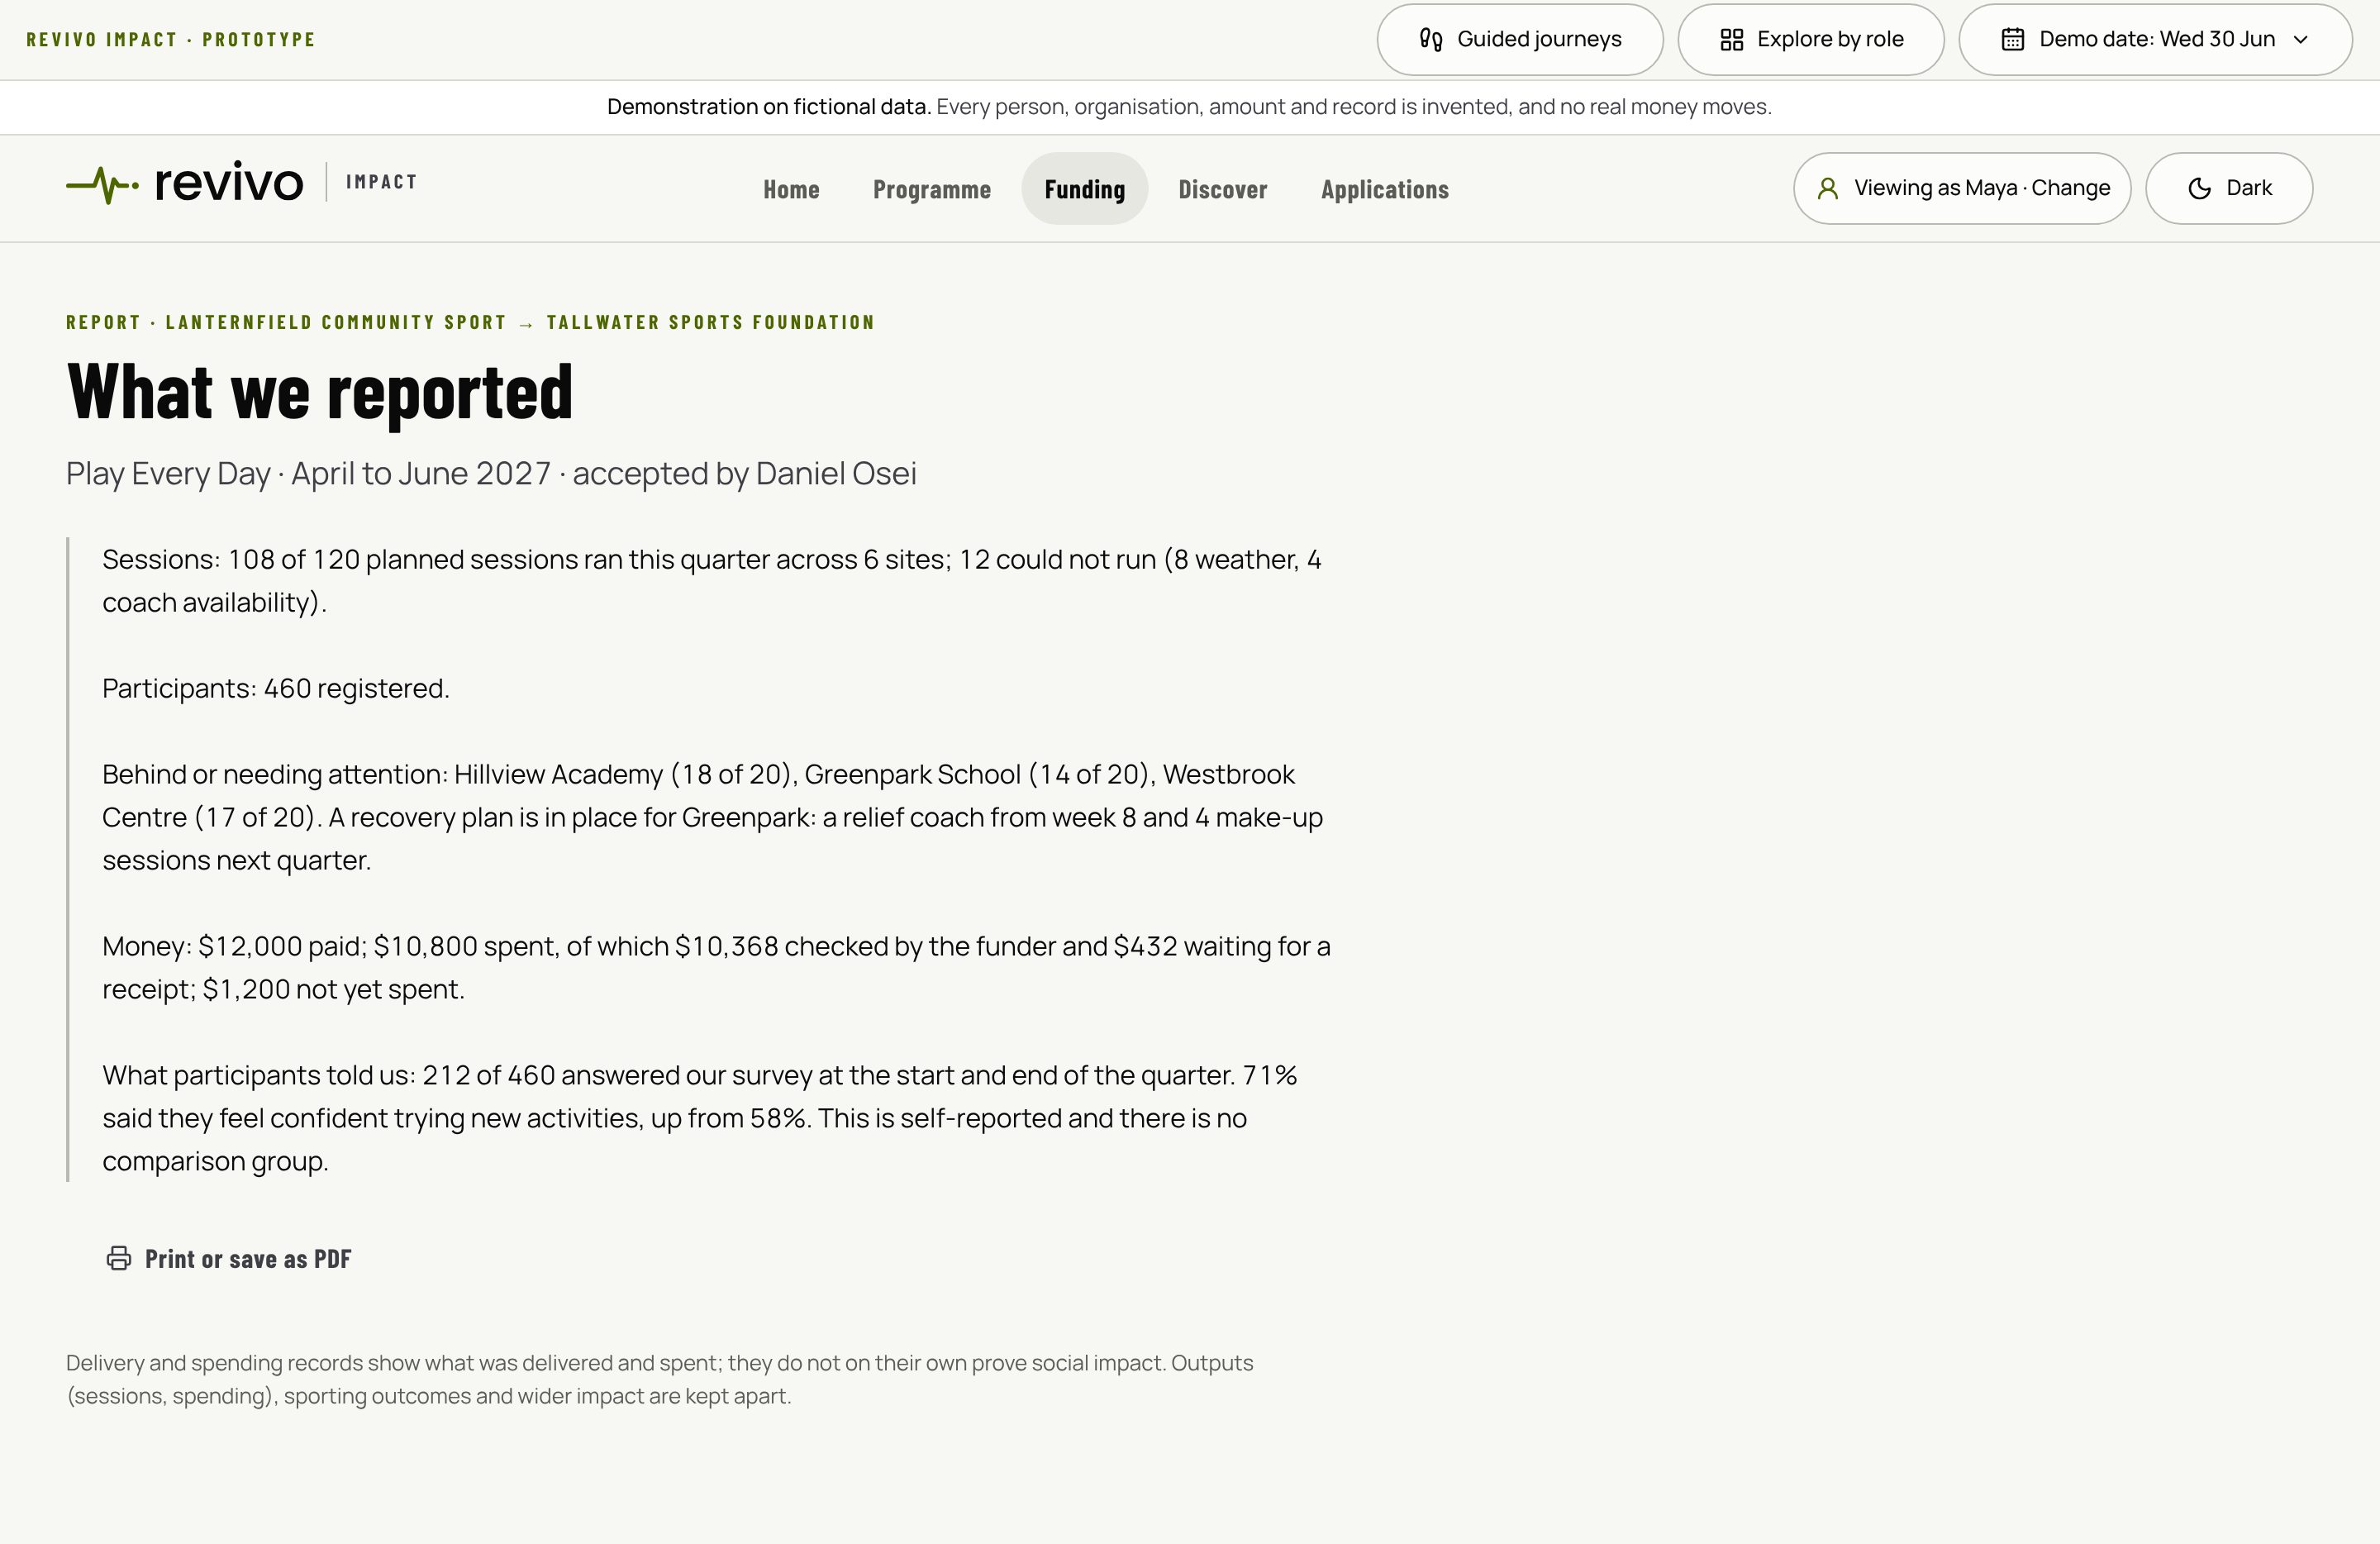 REVIVO IMPACT · PROTOTYPE
Guided journeys
Explore by role
Demo date: Wed 30 Jun
Demonstration on fictional data. Every person, organisation, amount and record is invented, and no real money moves.
revivo IMPACT
Home
Programme
Funding
Discover
Applications
Viewing as Maya · Change
Dark
REPORT · LANTERNFIELD COMMUNITY SPORT → TALLWATER SPORTS FOUNDATION
What we reported
Play Every Day · April to June 2027 · accepted by Daniel Osei
Sessions: 108 of 120 planned sessions ran this quarter across 6 sites; 12 could not run (8 weather, 4
coach availability).
Participants: 460 registered.
Behind or needing attention: Hillview Academy (18 of 20), Greenpark School (14 of 20), Westbrook
Centre (17 of 20). A recovery plan is in place for Greenpark: a relief coach from week 8 and 4 make-up
sessions next quarter.
Money: $12,000 paid; $10,800 spent, of which $10,368 checked by the funder and $432 waiting for a
receipt; $1,200 not yet spent.
What participants told us: 212 of 460 answered our survey at the start and end of the quarter. 71%
said they feel confident trying new activities, up from 58%. This is self-reported and there is no
comparison group.
Print or save as PDF
Delivery and spending records show what was delivered and spent; they do not on their own prove social impact. Outputs
(sessions, spending), sporting outcomes and wider impact are kept apart.